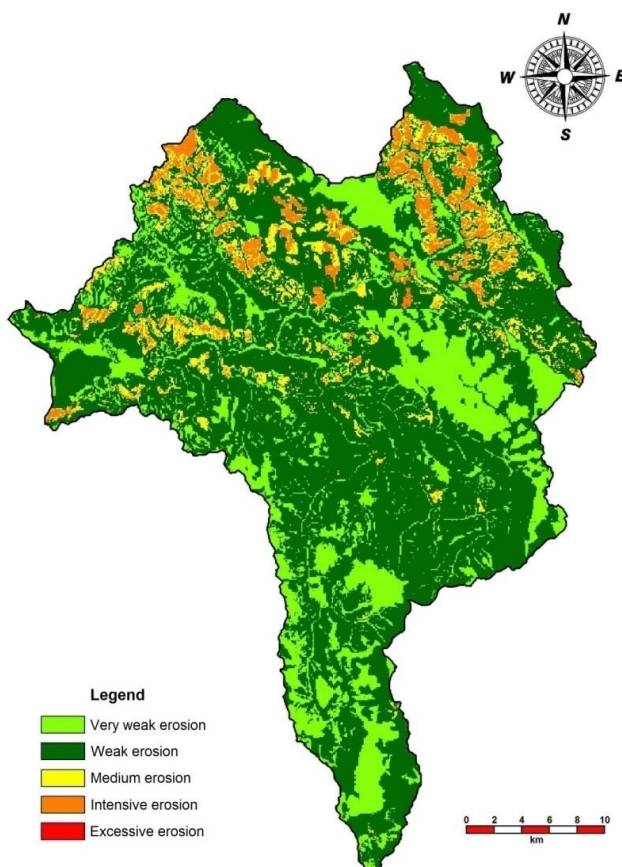 N
W E
S
Legend
Very weak erosion
Weak erosion
Medium erosion
Intensive erosion
Excessive erosion
0 2 4 6 8 10
km